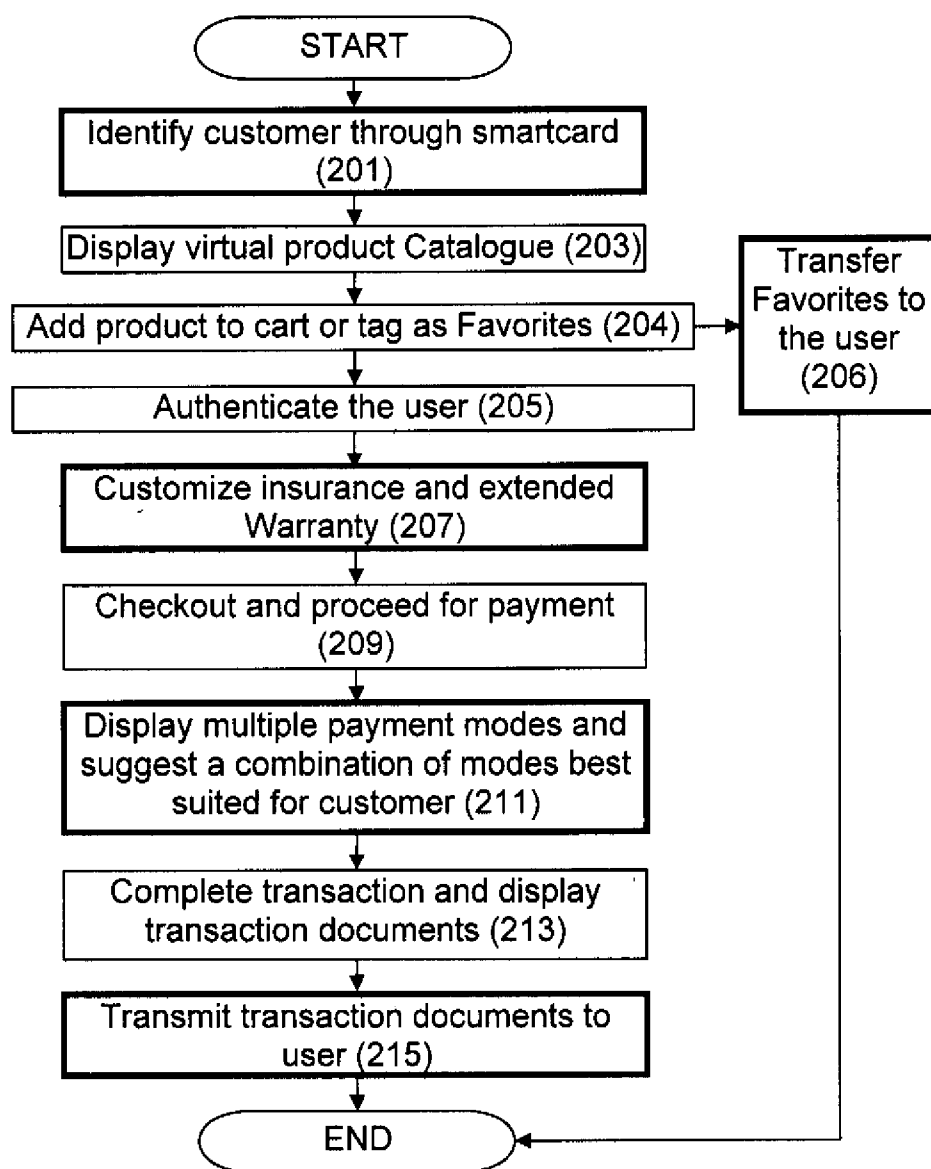 START
Identify customer through smartcard
(201)
Display virtual product Catalogue (203)
Add product to cart or tag as Favorites (204)
Transfer
Favorites to
the user
(206)
Authenticate the user (205)
Customize insurance and extended
Warranty (207)
Checkout and proceed for payment
(209)
Display multiple payment modes and
suggest a combination of modes best
suited for customer (211)
Complete transaction and display
transaction documents (213)
Transmit transaction documents to
user (215)
END